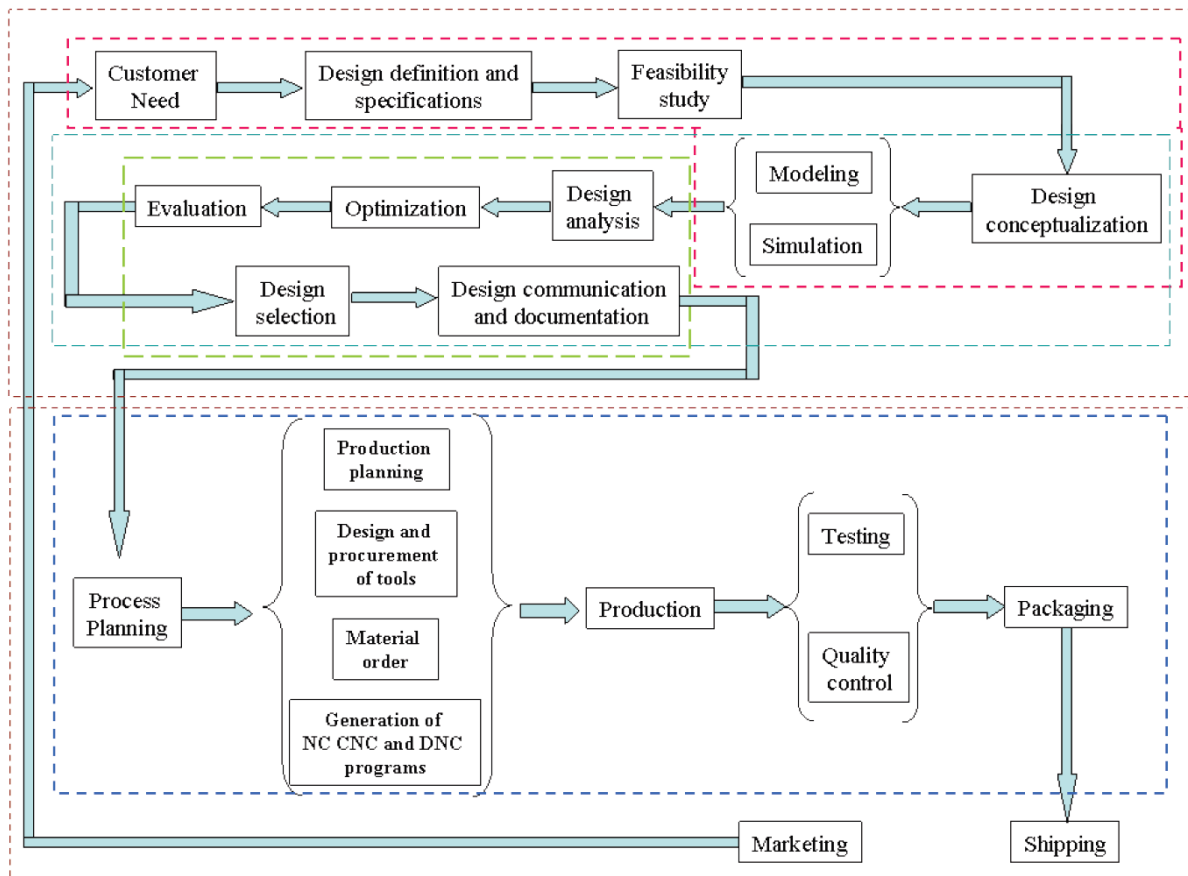 Customer
Need
Design definition and
specifications
Feasibility
study
Modeling
Simulation
Design
conceptualization
Design
analysis
Optimization
Evaluation
Design
selection
Design communication
and documentation
Process
Planning
Production
planning
Design and
procurement
of tools
Material
order
Generation of
NC CNC and DNC
programs
Production
Testing
Quality
control
Packaging
Shipping
Marketing